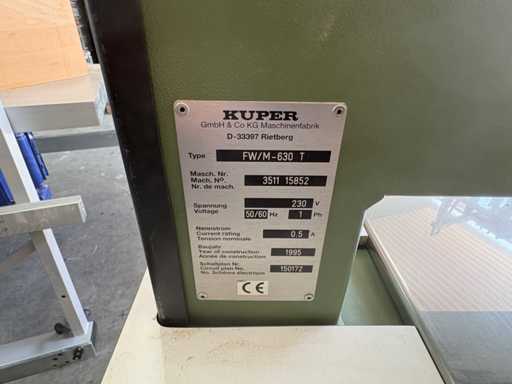 KUPER
GmbH & Co KG Maschinenfabrik
D-33397 Rietberg
Type FW/M-630 T
Masch. Nr.
Mach. Nº. 3511 15852
Nr. de mach.
Spannung 230 V
Voltage 50/60 Hz 1 Ph
Nennstrom
Current rating 0.5 A
Tension nominale
Baujahr
Year of construction 1995
Année de construction
Schaltplan Nr.
Circuit plan No. 150172
No. Schéma électrique
CE